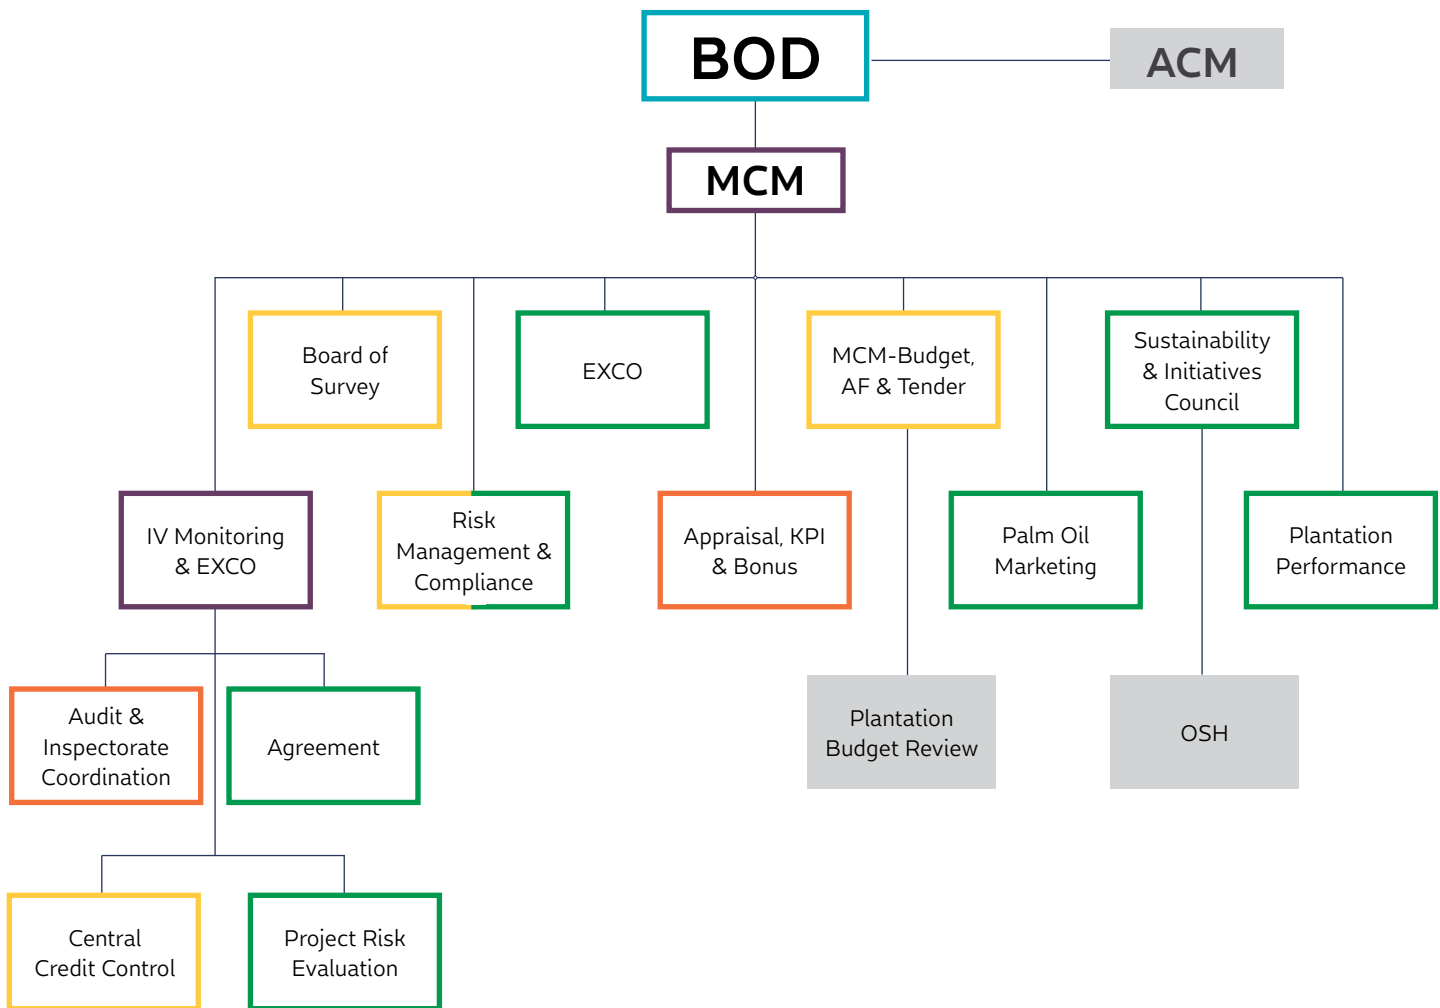 BOD
ACM
MCM
Board of
Survey
EXCO
MCM-Budget,
AF & Tender
Sustainability
& Initiatives
Council
IV Monitoring
& EXCO
Risk
Management &
Compliance
Appraisal, KPI
& Bonus
Palm Oil
Marketing
Plantation
Performance
Audit &
Inspectorate
Coordination
Agreement
Plantation
Budget Review
OSH
Central
Credit Control
Project Risk
Evaluation